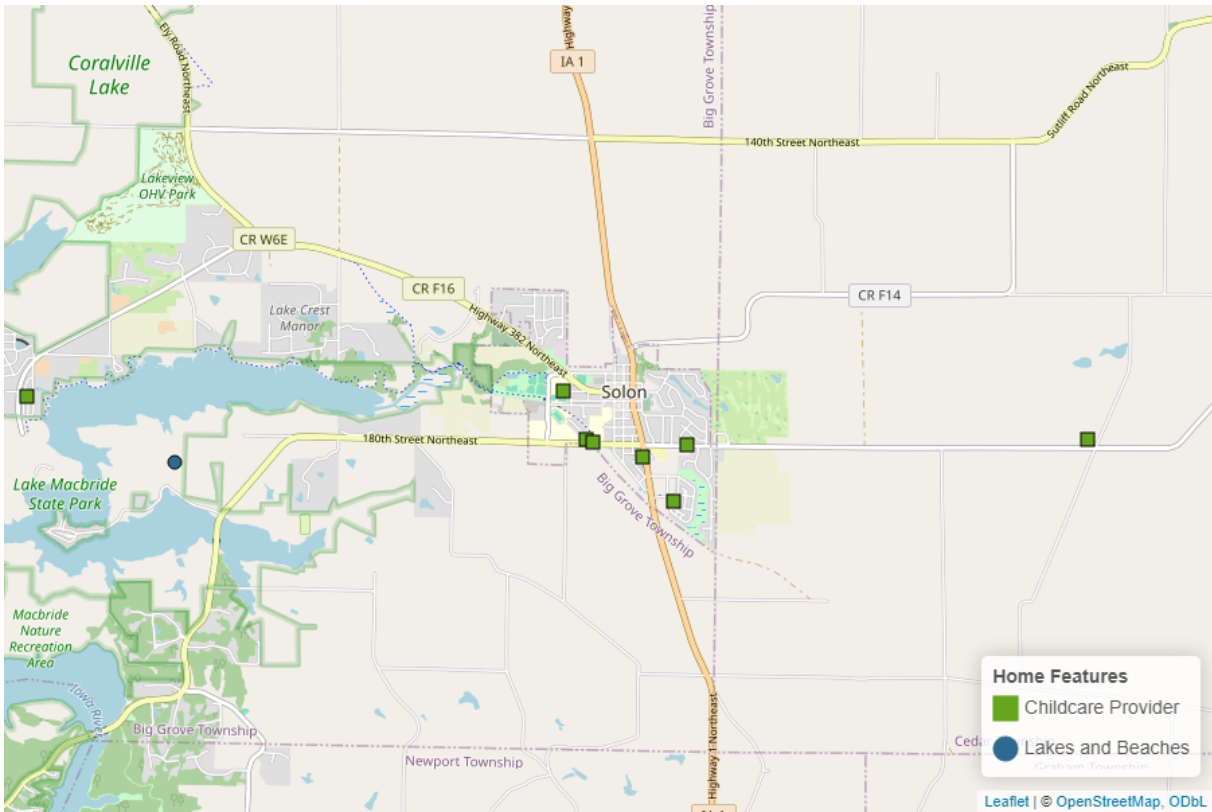 Ely Road Northeast
Coralville
Lake
Highway
IA 1
Big Grove Township
Sutliff Road Northeast
140th Street Northeast
Lakeview
OHV Park
CR W6E
CR F16
CR F14
Lake Crest
Manor
Highway 382 Northeast
Solon
180th Street Northeast
Lake Macbride
State Park
Big Grove Township
Macbride
Nature
Recreation
Area
Iowa River
Big Grove Township
Newport Township
Highway 1 Northeast
Home Features
Childcare Provider
Lakes and Beaches
Graham Township
Leaflet | © OpenStreetMap, ODbL